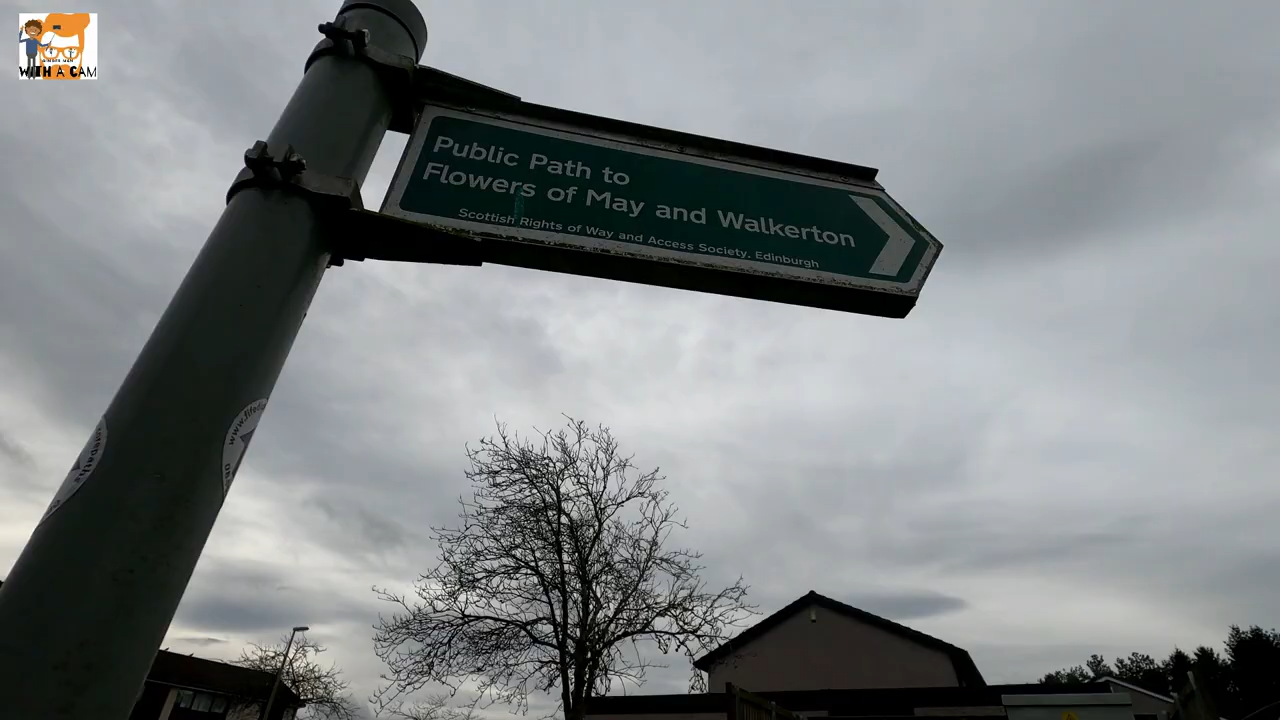 WITH A CAM
Public Path to
Flowers of May and Walkerton
Scottish Rights of Way and Access Society, Edinburgh